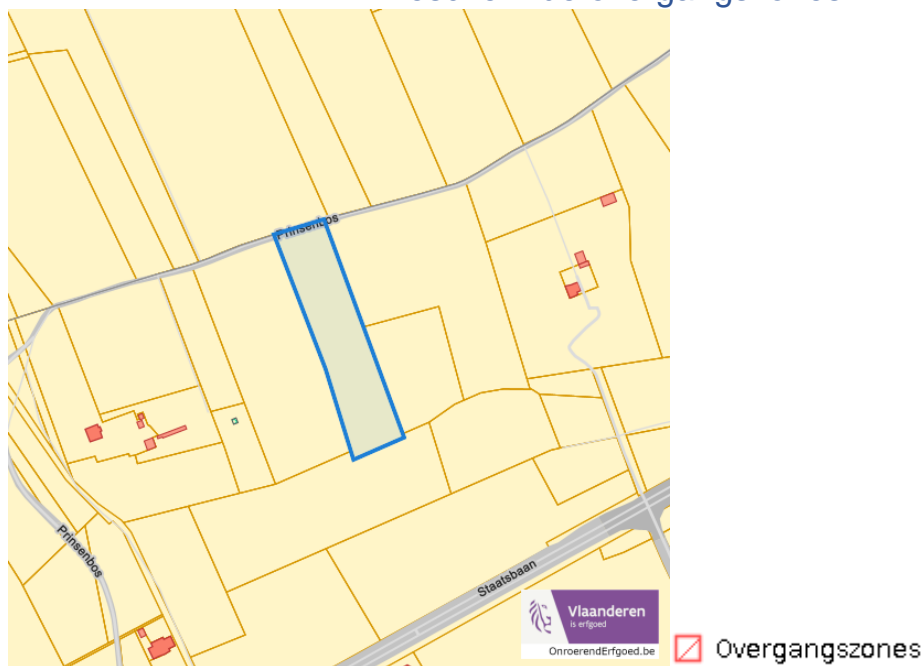 Prinsenbos
Prinsenbos
Staatsbaan
Vlaanderen
is erfgoed
OnroerendErfgoed.be
Overgangszones